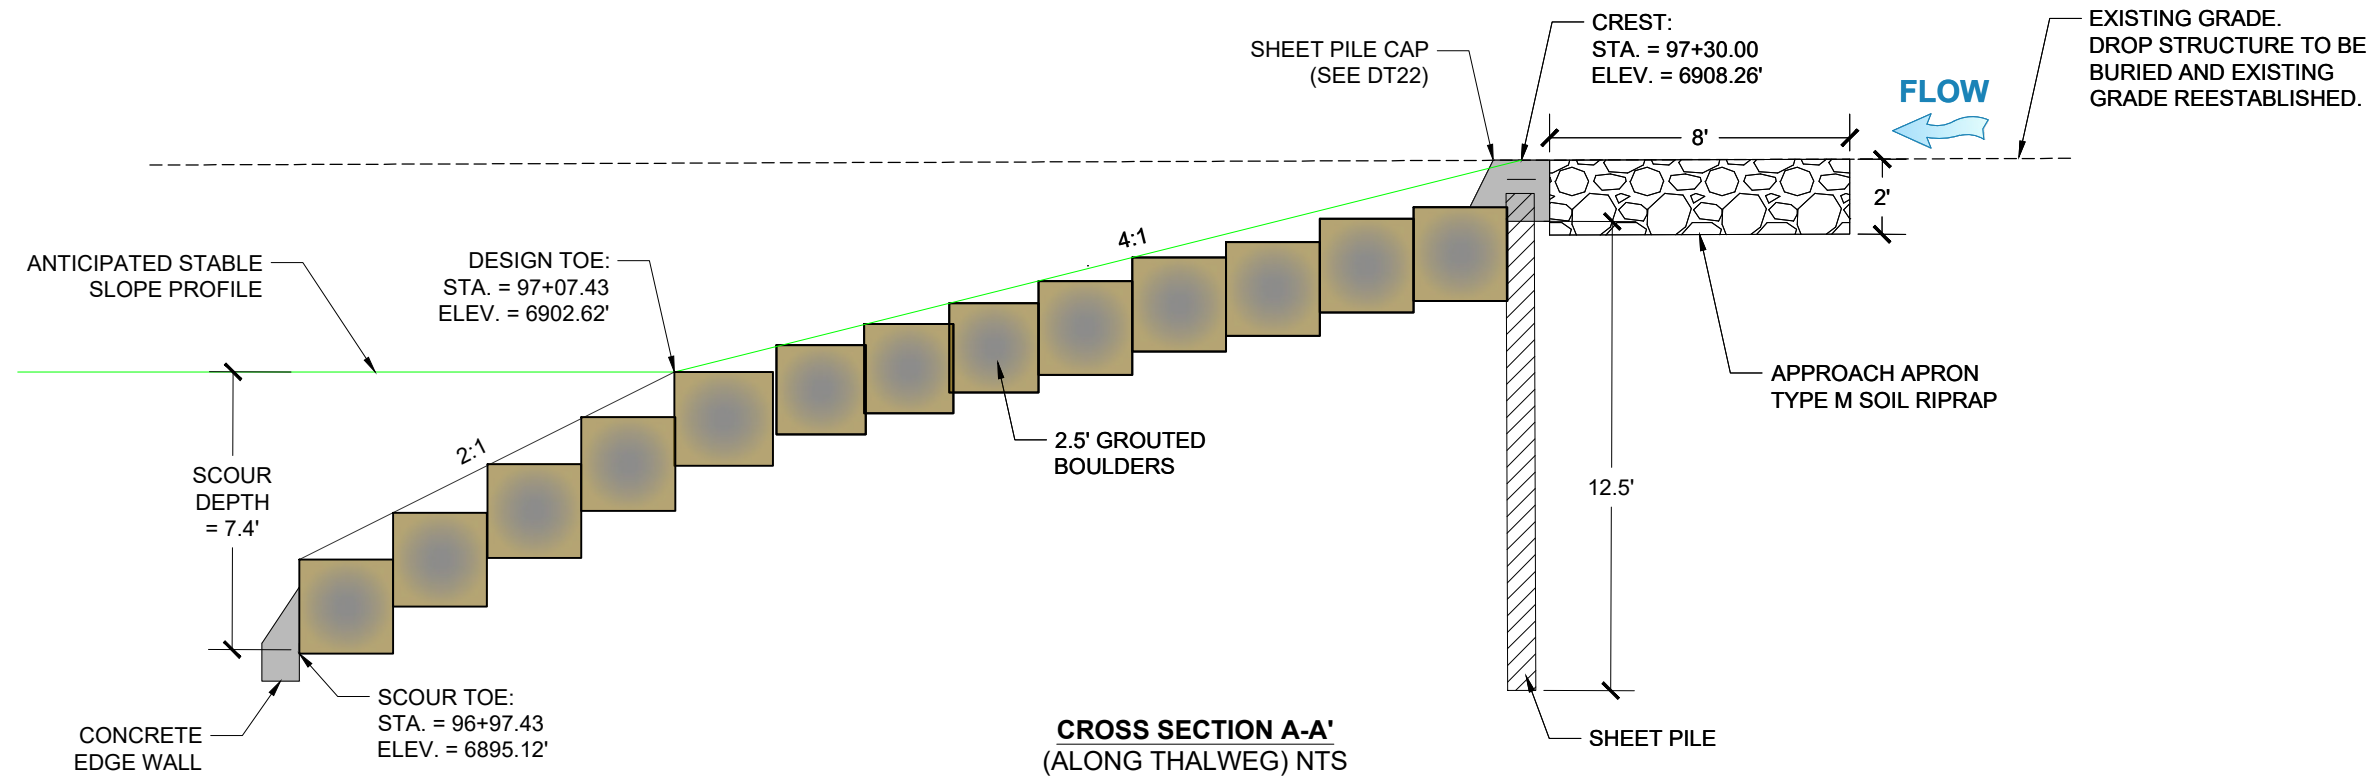 EXISTING GRADE.
DROP STRUCTURE TO BE
BURIED AND EXISTING
GRADE REESTABLISHED.
CREST:
STA. = 97+30.00
ELEV. = 6908.26'
SHEET PILE CAP
(SEE DT22)
FLOW
8'
2'
4:1
ANTICIPATED STABLE
SLOPE PROFILE
DESIGN TOE:
STA. = 97+07.43
ELEV. = 6902.62'
APPROACH APRON
TYPE M SOIL RIPRAP
2:1
2.5' GROUTED
BOULDERS
SCOUR
DEPTH
= 7.4'
12.5'
SCOUR TOE:
STA. = 96+97.43
ELEV. = 6895.12'
CONCRETE
EDGE WALL
SHEET PILE
CROSS SECTION A-A'
(ALONG THALWEG) NTS